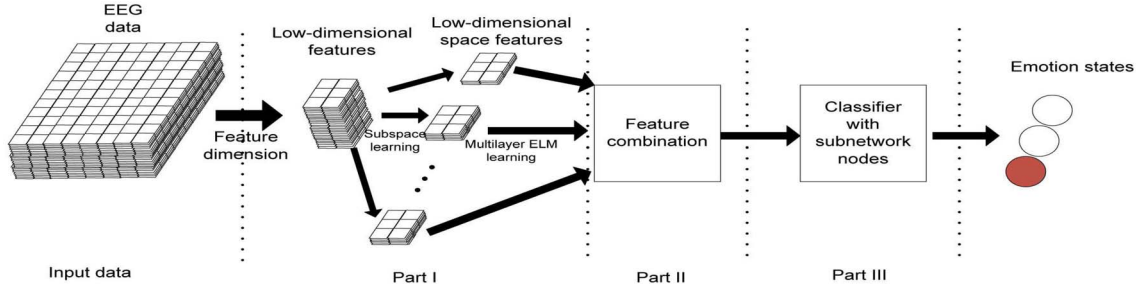 EEG
data
Feature
dimension
Input data
Low-dimensional
features
Low-dimensional
space features
Subspace
learning
Multilayer ELM
learning
Part I
Feature
combination
Part II
Classifier
with
subnetwork
nodes
Part III
Emotion states